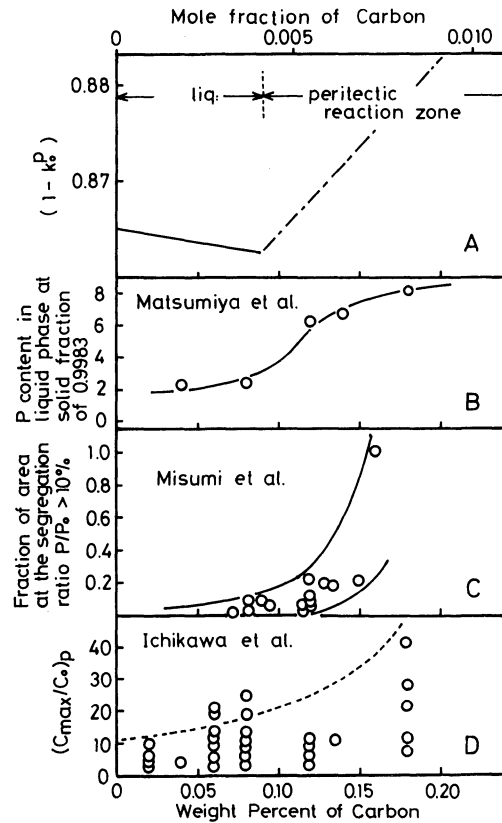 Mole fraction of Carbon
0 0.005 0.010
0.88
0.87
(1-k₀ᴾ)
liq. peritectic
reaction zone
A
8
6
4
2
0
P content in
liquid phase at
solid fraction
of 0.9983
Matsumiya et al.
B
1.0
0.8
0.6
0.4
0.2
Fraction of area
at the segregation
ratio P/P₀ >10%
Misumi et al.
C
40
30
20
10
0
(Cmax/C₀)p
Ichikawa et al.
D
0 0.05 0.10 0.15 0.20
Weight Percent of Carbon